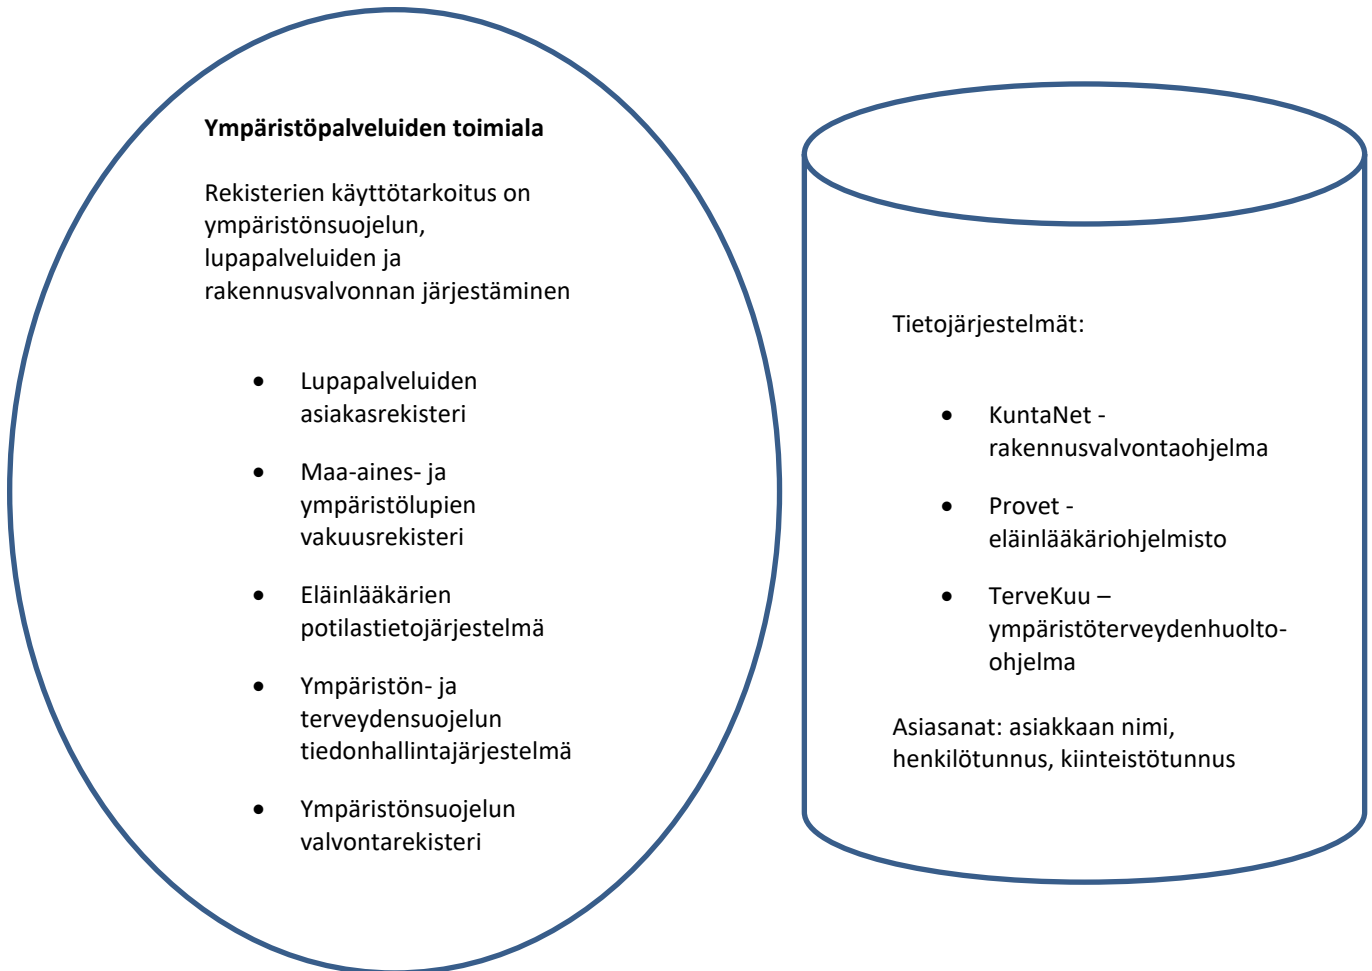 Ympäristöpalveluiden toimiala
Rekisterien käyttötarkoitus on
ympäristönsuojelun,
lupapalveluiden ja
rakennusvalvonnan järjestäminen
• Lupapalveluiden
asiakasrekisteri
• Maa-aines- ja
ympäristölupien
vakuusrekisteri
• Eläinlääkärien
potilastietojärjestelmä
• Ympäristön- ja
terveydensuojelun
tiedonhallintajärjestelmä
• Ympäristönsuojelun
valvontarekisteri
Tietojärjestelmät:
• KuntaNet -
rakennusvalvontaohjelma
• Provet -
eläinlääkäriohjelmisto
• TerveKuu –
ympäristöterveydenhuolto-
ohjelma
Asiasanat: asiakkaan nimi,
henkilötunnus, kiinteistötunnus